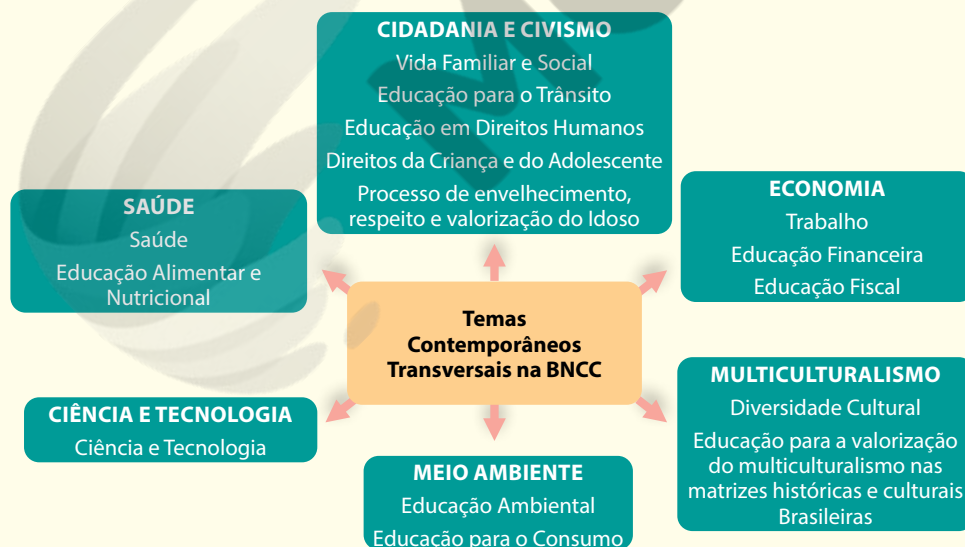 CIDADANIA E CIVISMO
Vida Familiar e Social
Educação para o Trânsito
Educação em Direitos Humanos
Direitos da Criança e do Adolescente
Processo de envelhecimento,
respeito e valorização do Idoso
SAÚDE
Saúde
Educação Alimentar e
Nutricional
ECONOMIA
Trabalho
Educação Financeira
Educação Fiscal
Temas
Contemporâneos
Transversais na BNCC
CIÊNCIA E TECNOLOGIA
Ciência e Tecnologia
MULTICULTURALISMO
Diversidade Cultural
Educação para a valorização
do multiculturalismo nas
matrizes históricas e culturais
Brasileiras
MEIO AMBIENTE
Educação Ambiental
Educação para o Consumo